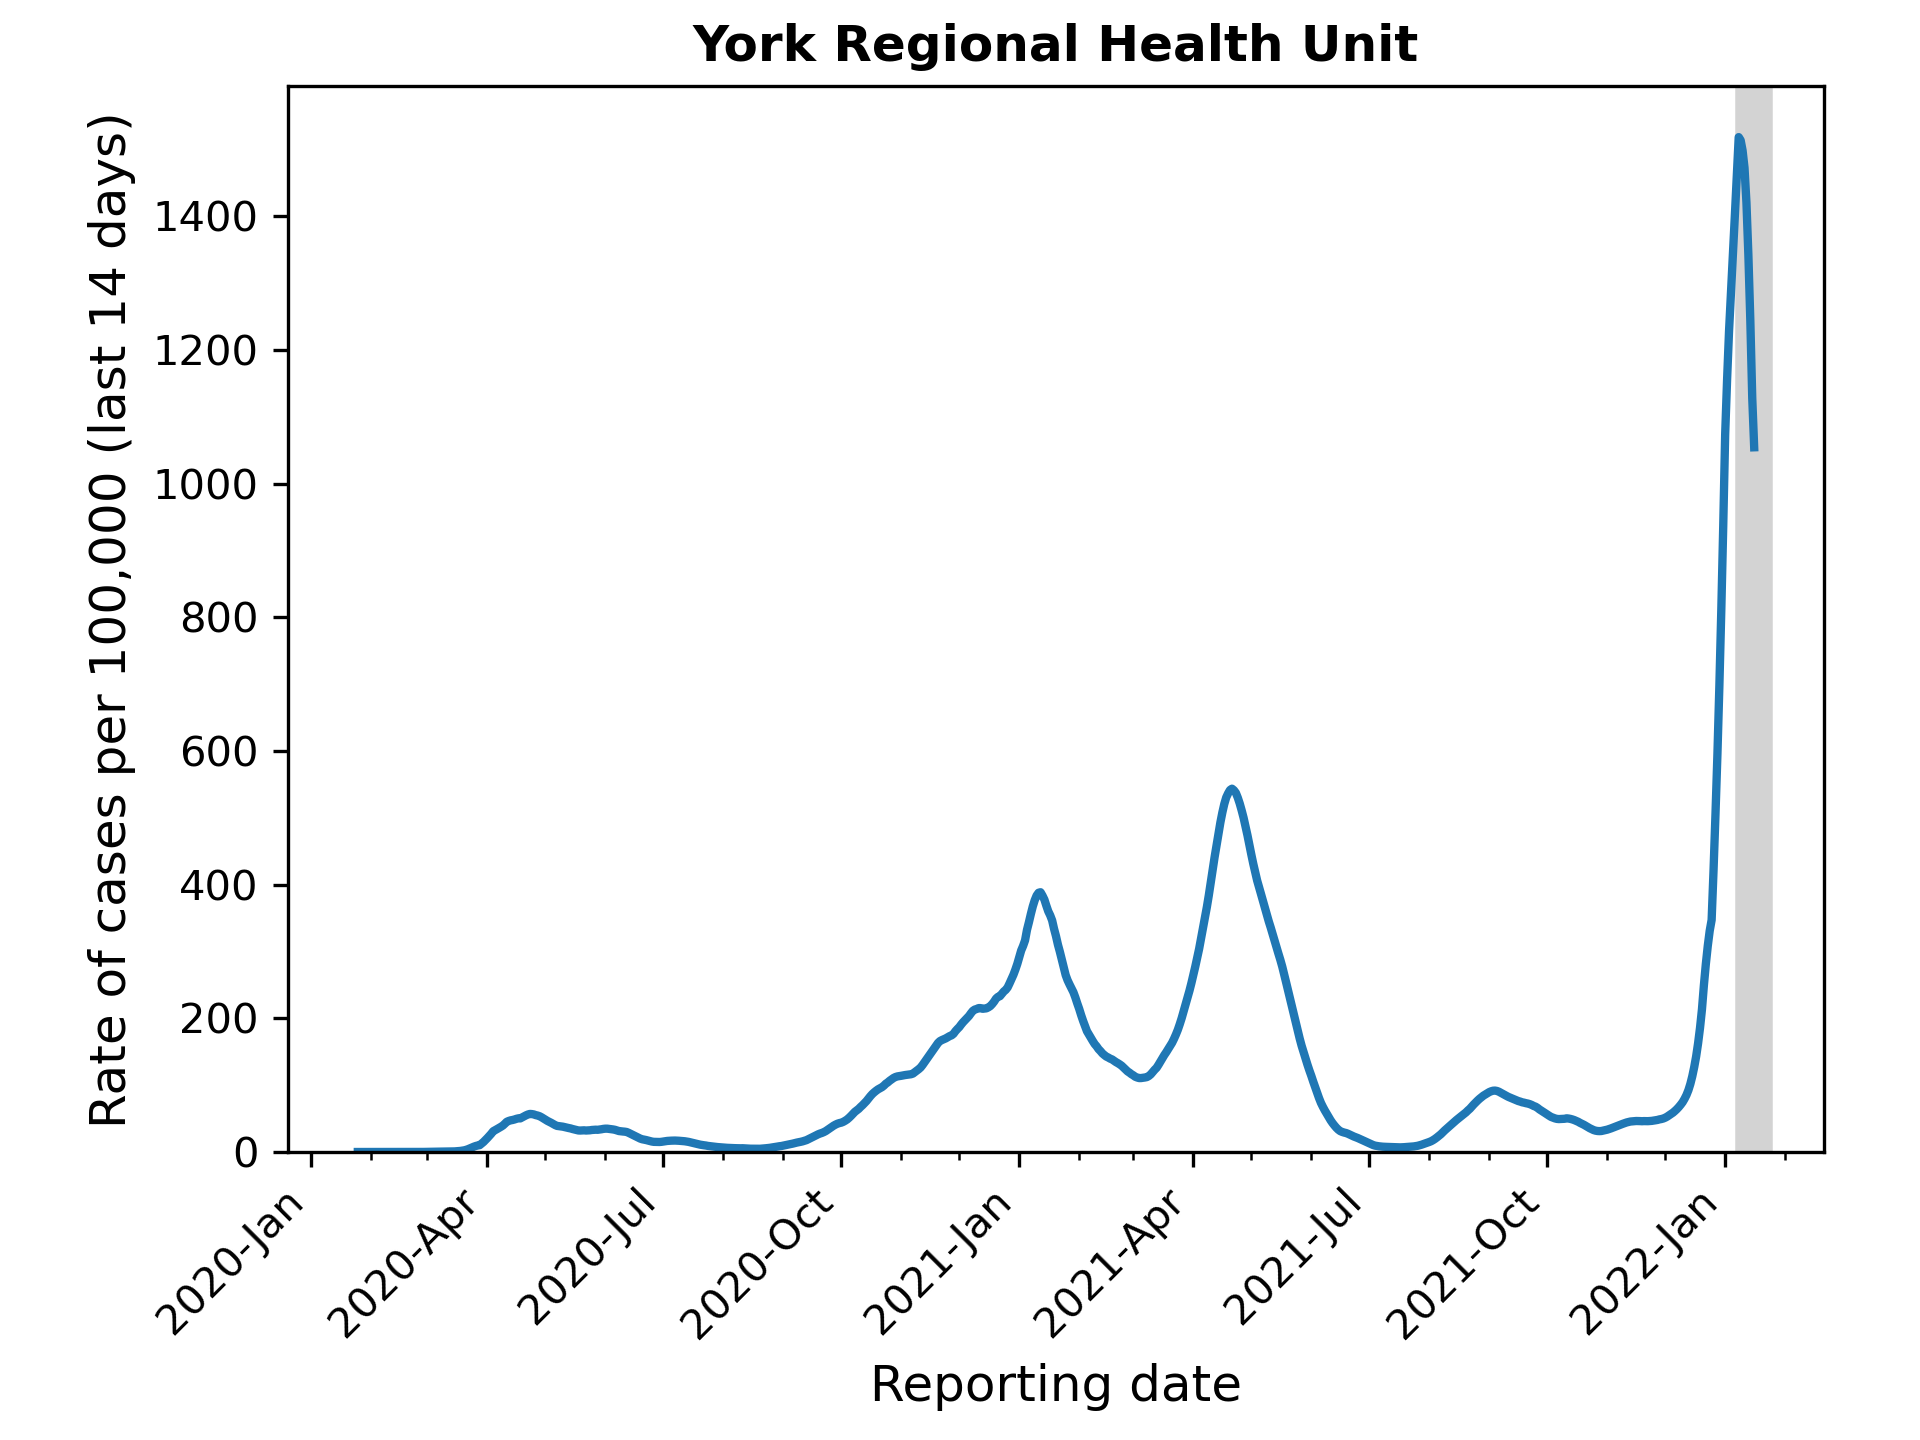 York Regional Health Unit
Rate of cases per 100,000 (last 14 days)
1400
1200
1000
800
600
400
200
0
2020-Jan
2020-Apr
2020-Jul
2020-Oct
2021-Jan
2021-Apr
2021-Jul
2021-Oct
2022-Jan
Reporting date